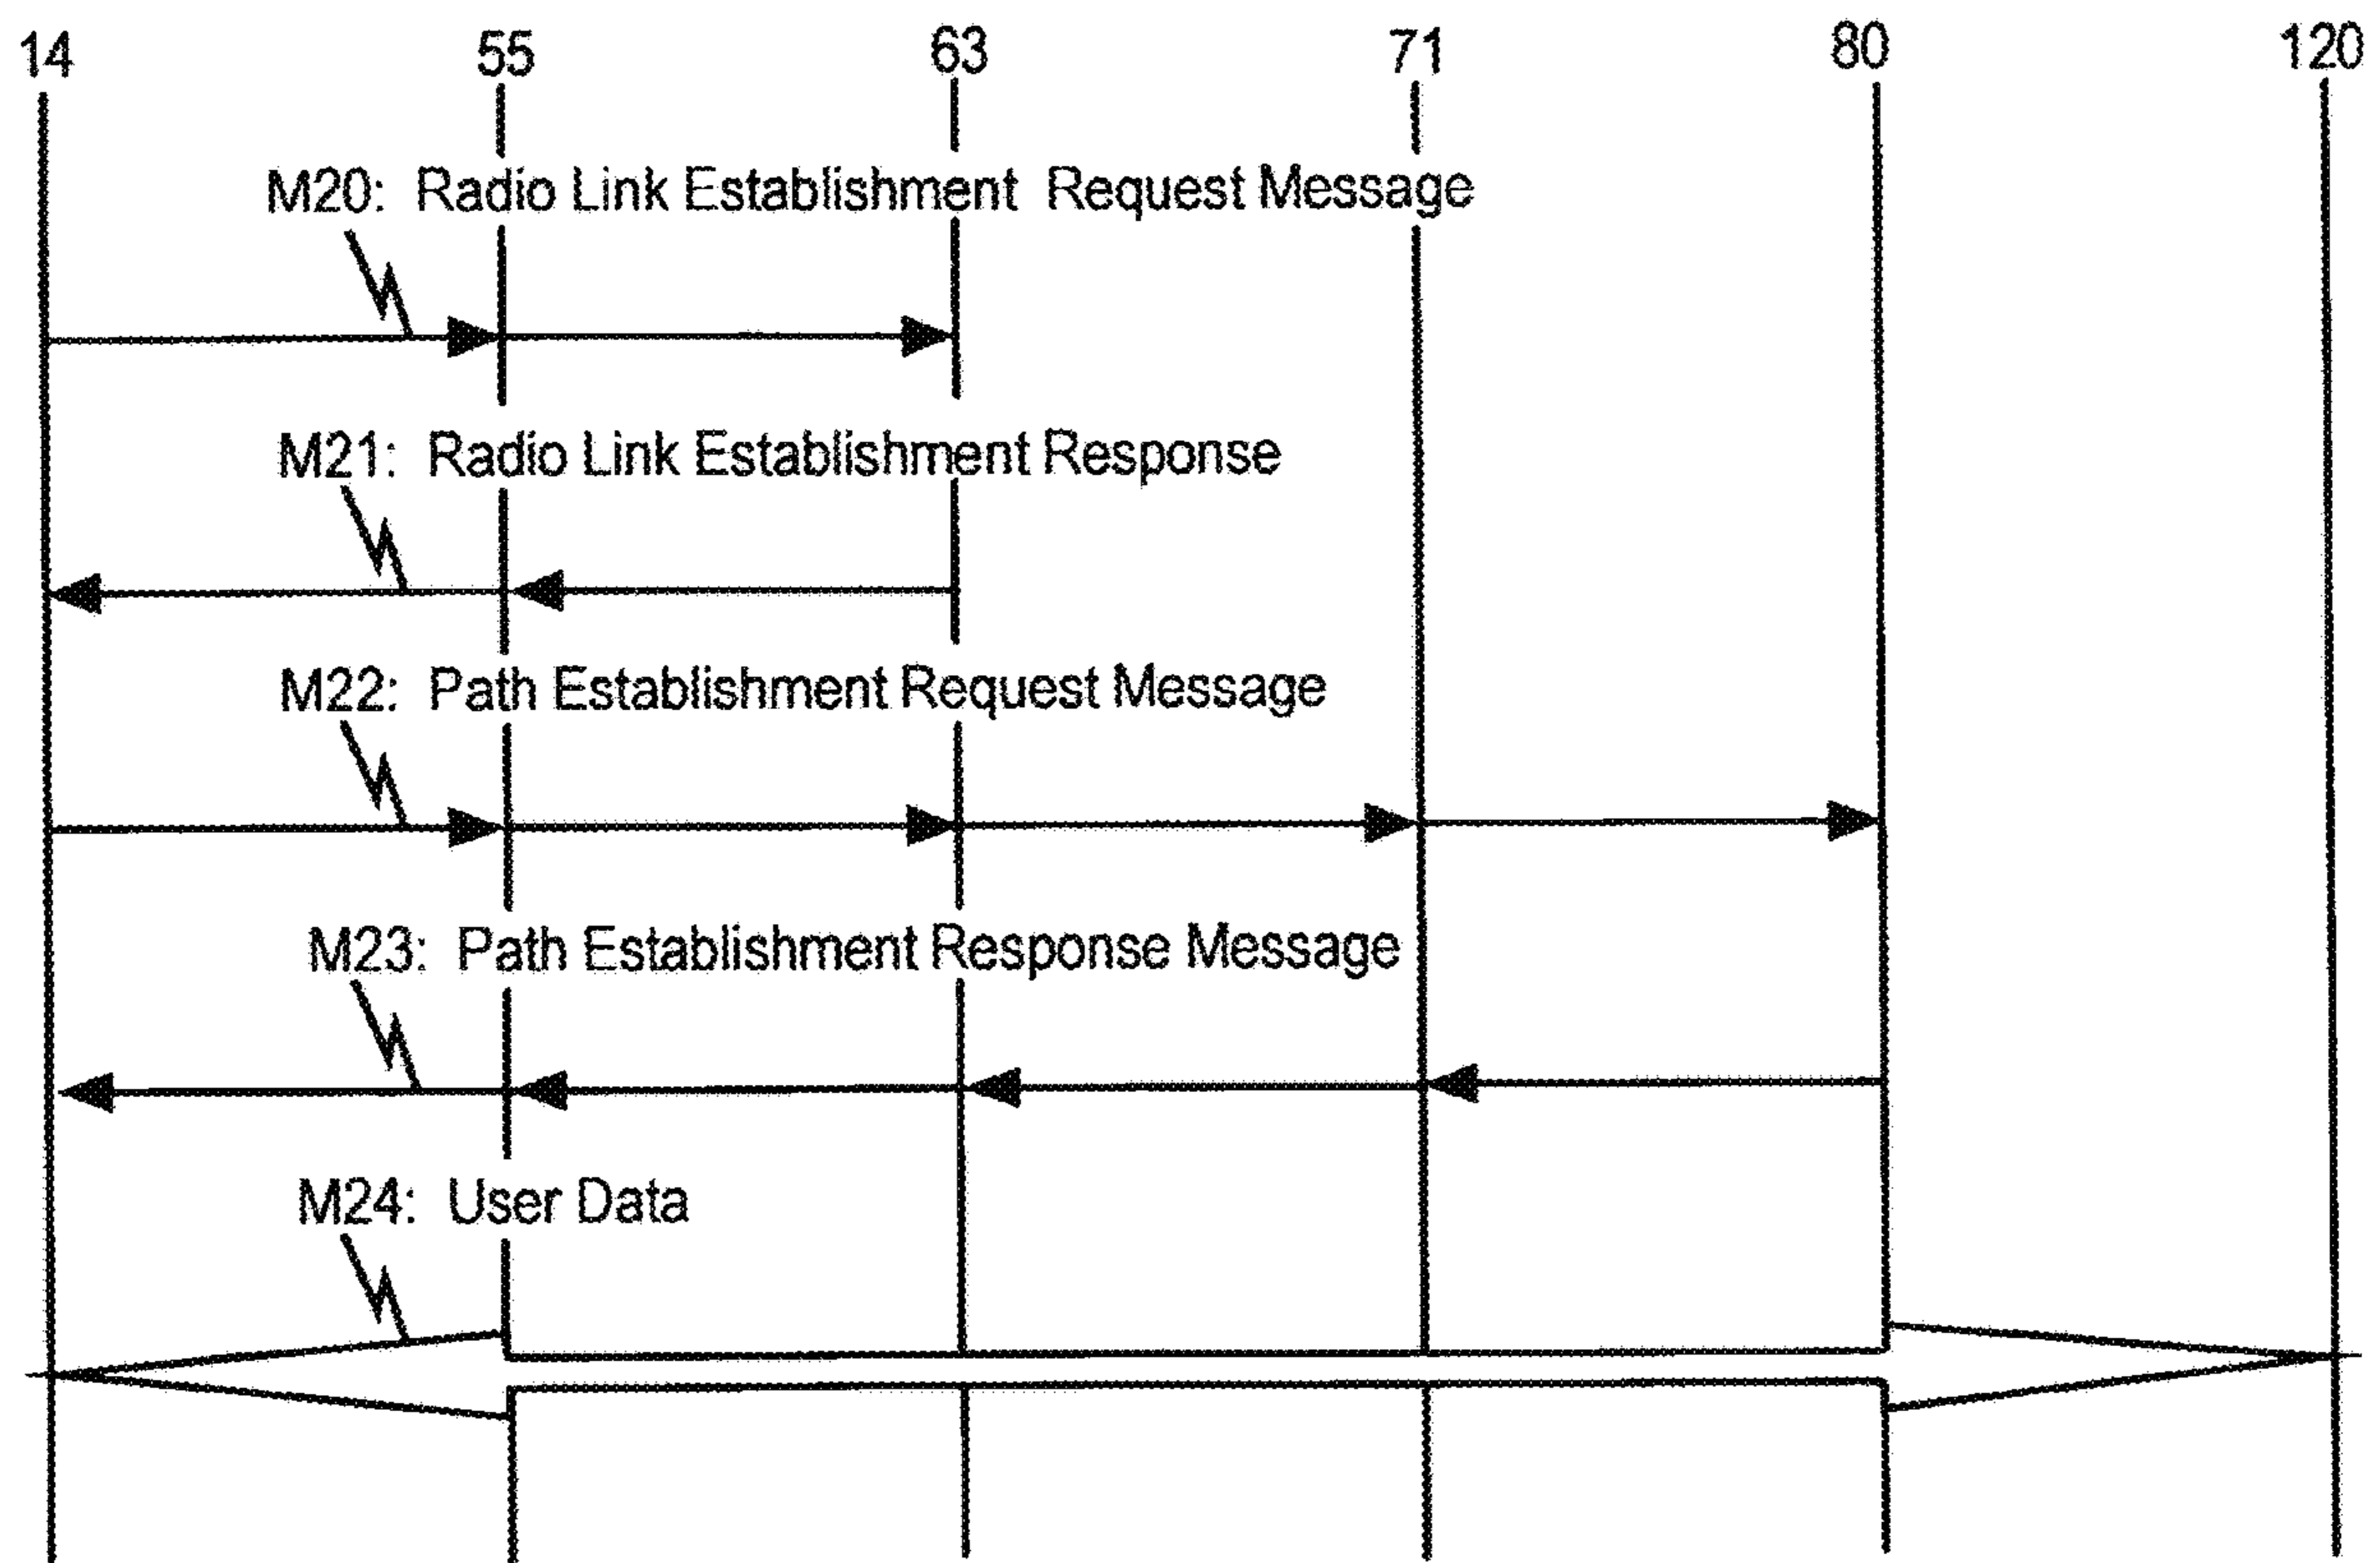 14 55 63 71 80 120
M20: Radio Link Establishment Request Message
M21: Radio Link Establishment Response
M22: Path Establishment Request Message
M23: Path Establishment Response Message
M24: User Data